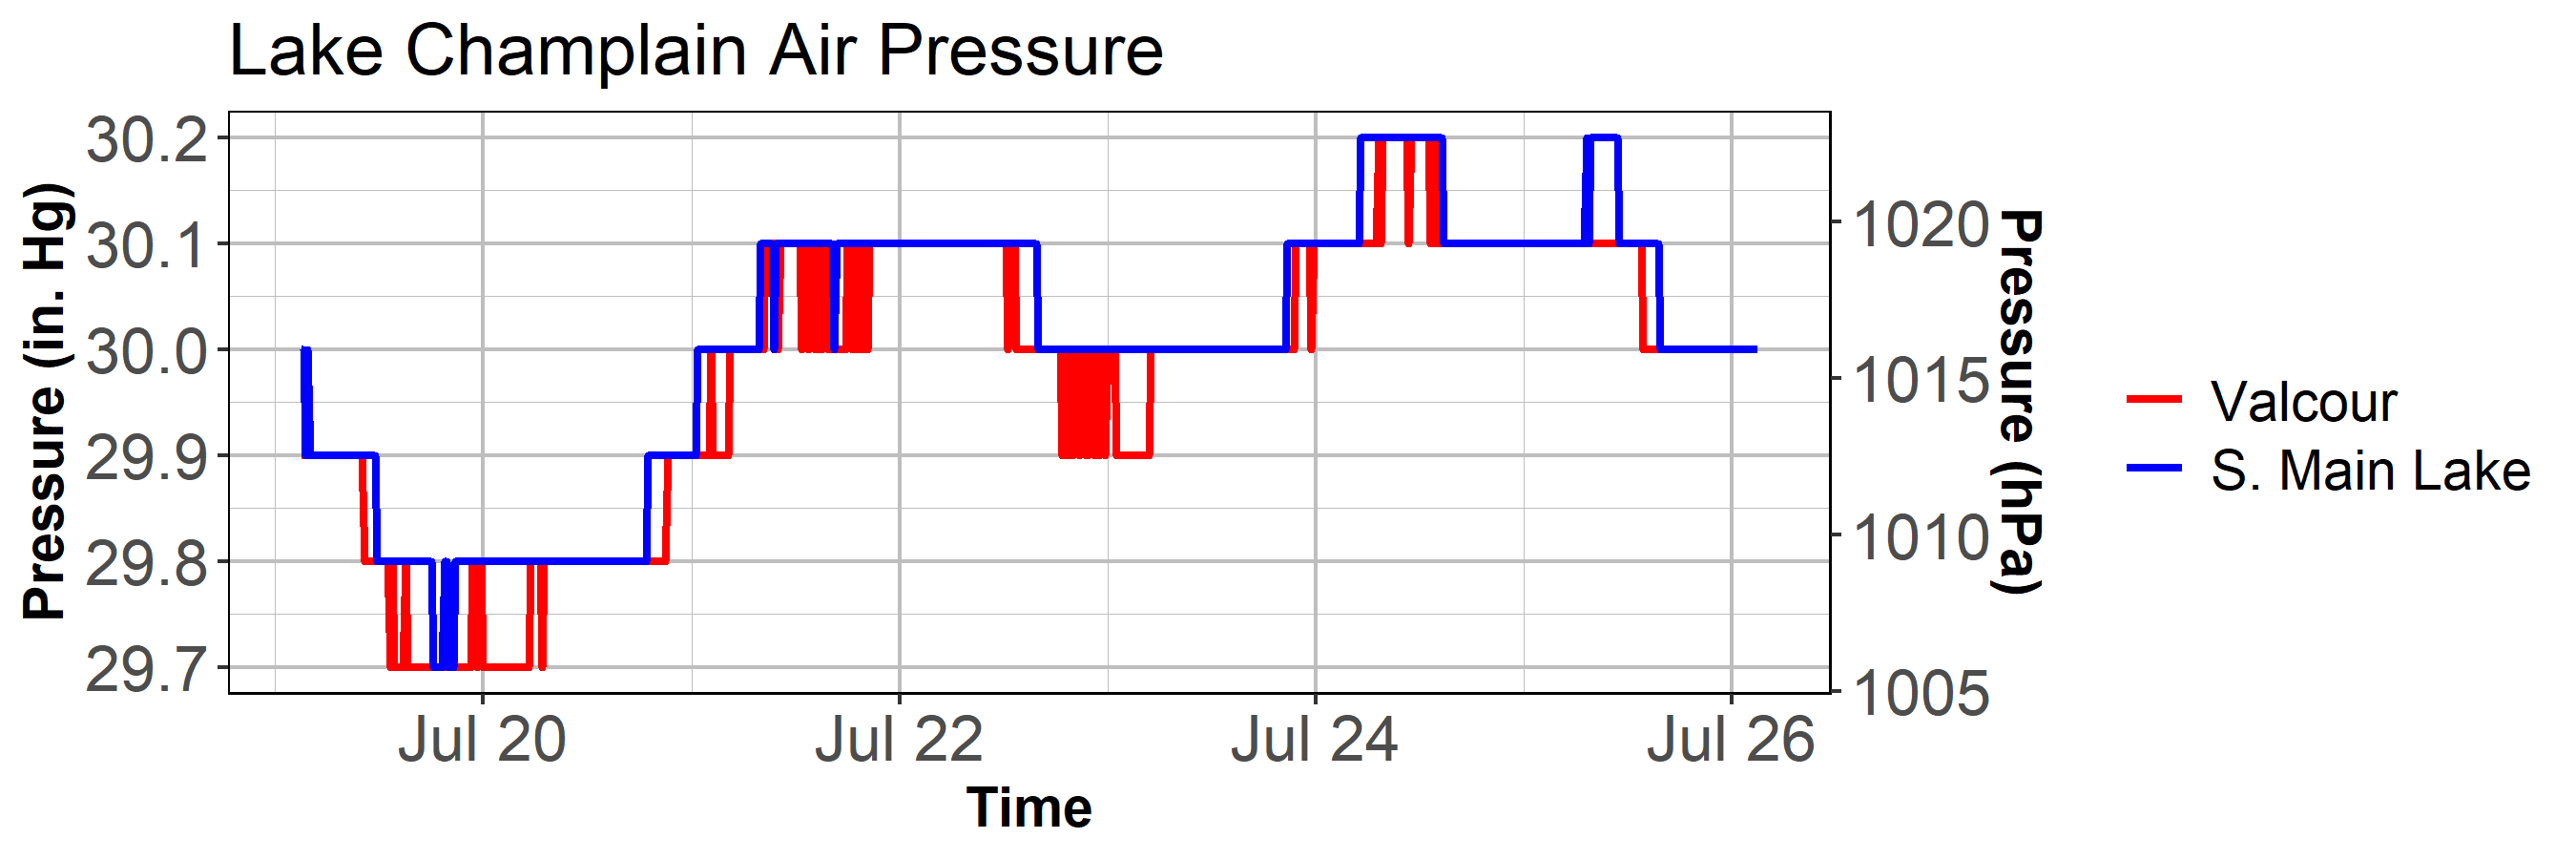 Lake Champlain Air Pressure
30.2
30.1
30.0
29.9
29.8
29.7
Pressure (in. Hg)
1020
1015
1010
1005
Pressure (hPa)
Jul 20 Jul 22 Jul 24 Jul 26
Time
Valcour
S. Main Lake